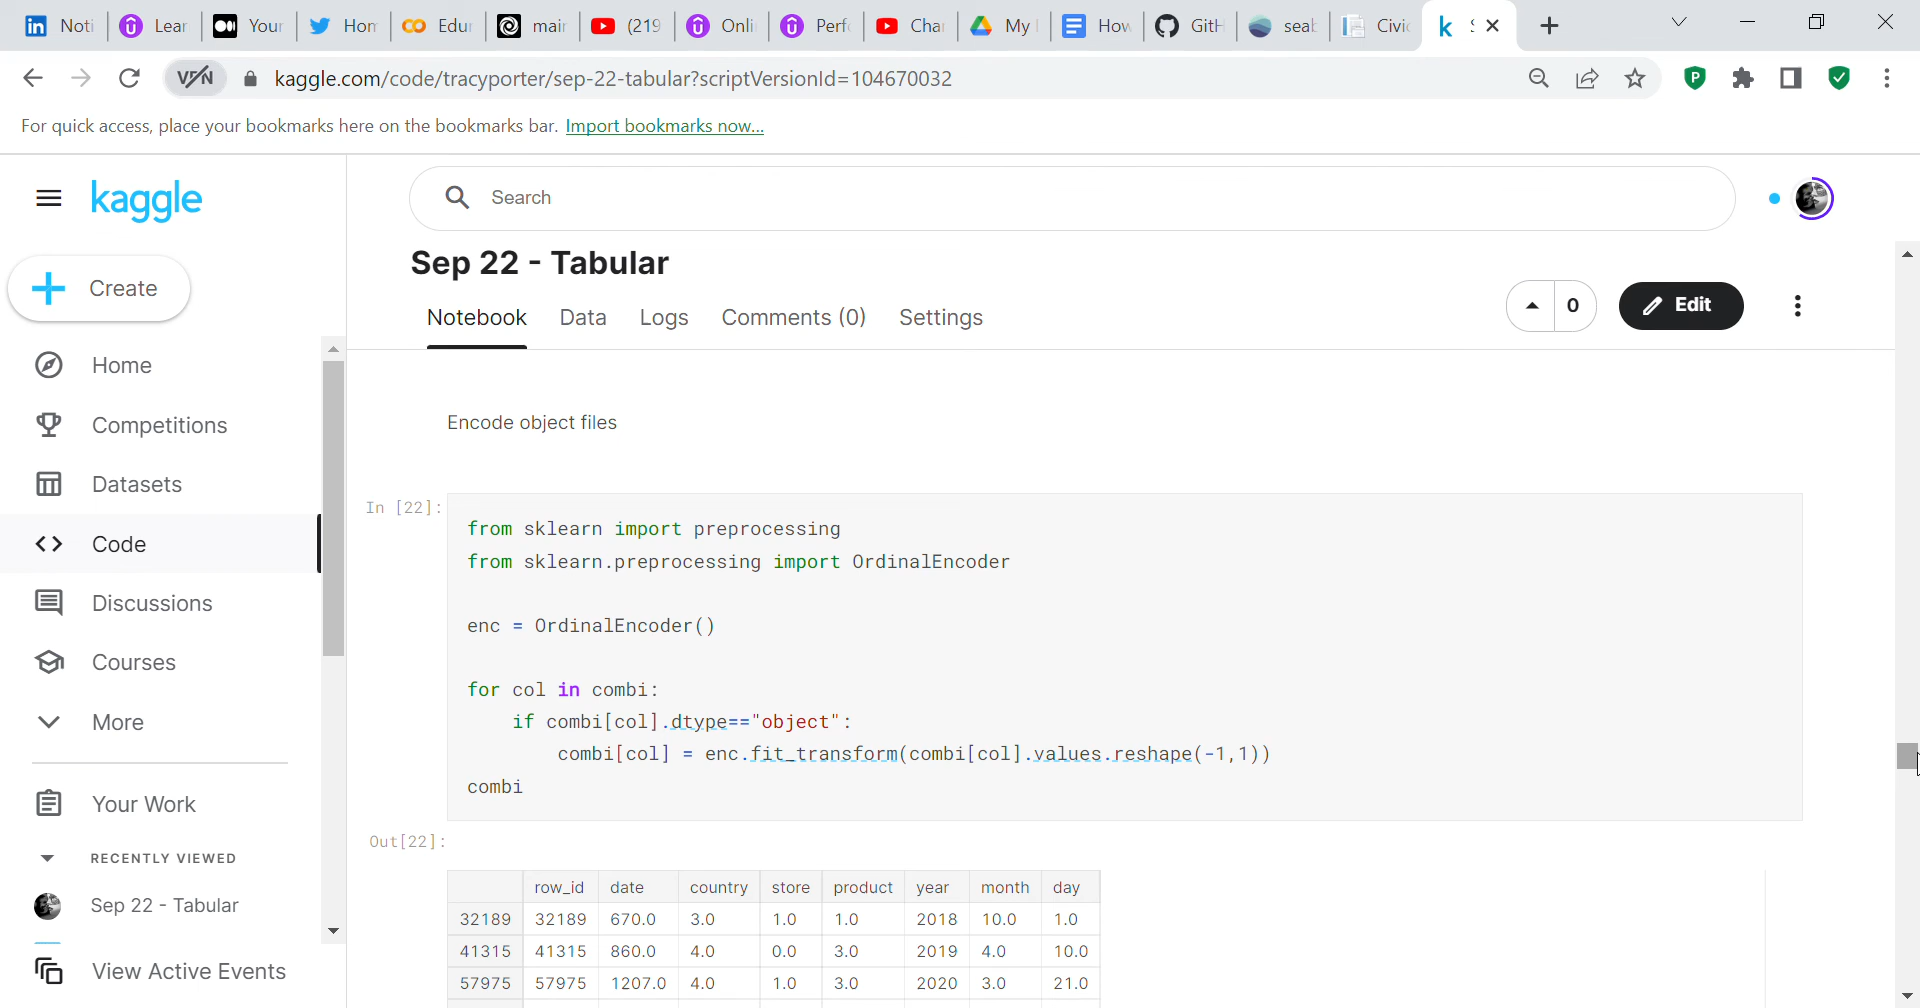 Noti Lear Your Hom Edu mair (219 Onli Perf Char My How GitH seab Civic
VPN kaggle.com/code/tracyporter/sep-22-tabular?scriptVersionId=104670032
For quick access, place your bookmarks here on the bookmarks bar. Import bookmarks now...
kaggle
Search
Create
Sep 22 - Tabular
Notebook Data Logs Comments (0) Settings
0 Edit
Home
Competitions
Datasets
Code
Discussions
Courses
More
Your Work
RECENTLY VIEWED
Sep 22 - Tabular
View Active Events
Encode object files
In [22]:
from sklearn import preprocessing
from sklearn.preprocessing import OrdinalEncoder
enc = OrdinalEncoder()
for col in combi:
    if combi[col].dtype=="object":
        combi[col] = enc.fit_transform(combi[col].values.reshape(-1,1))
combi
Out[22]:
row_id date country store product year month day
32189 32189 670.0 3.0 1.0 1.0 2018 10.0 1.0
41315 41315 860.0 4.0 0.0 3.0 2019 4.0 10.0
57975 57975 1207.0 4.0 1.0 3.0 2020 3.0 21.0